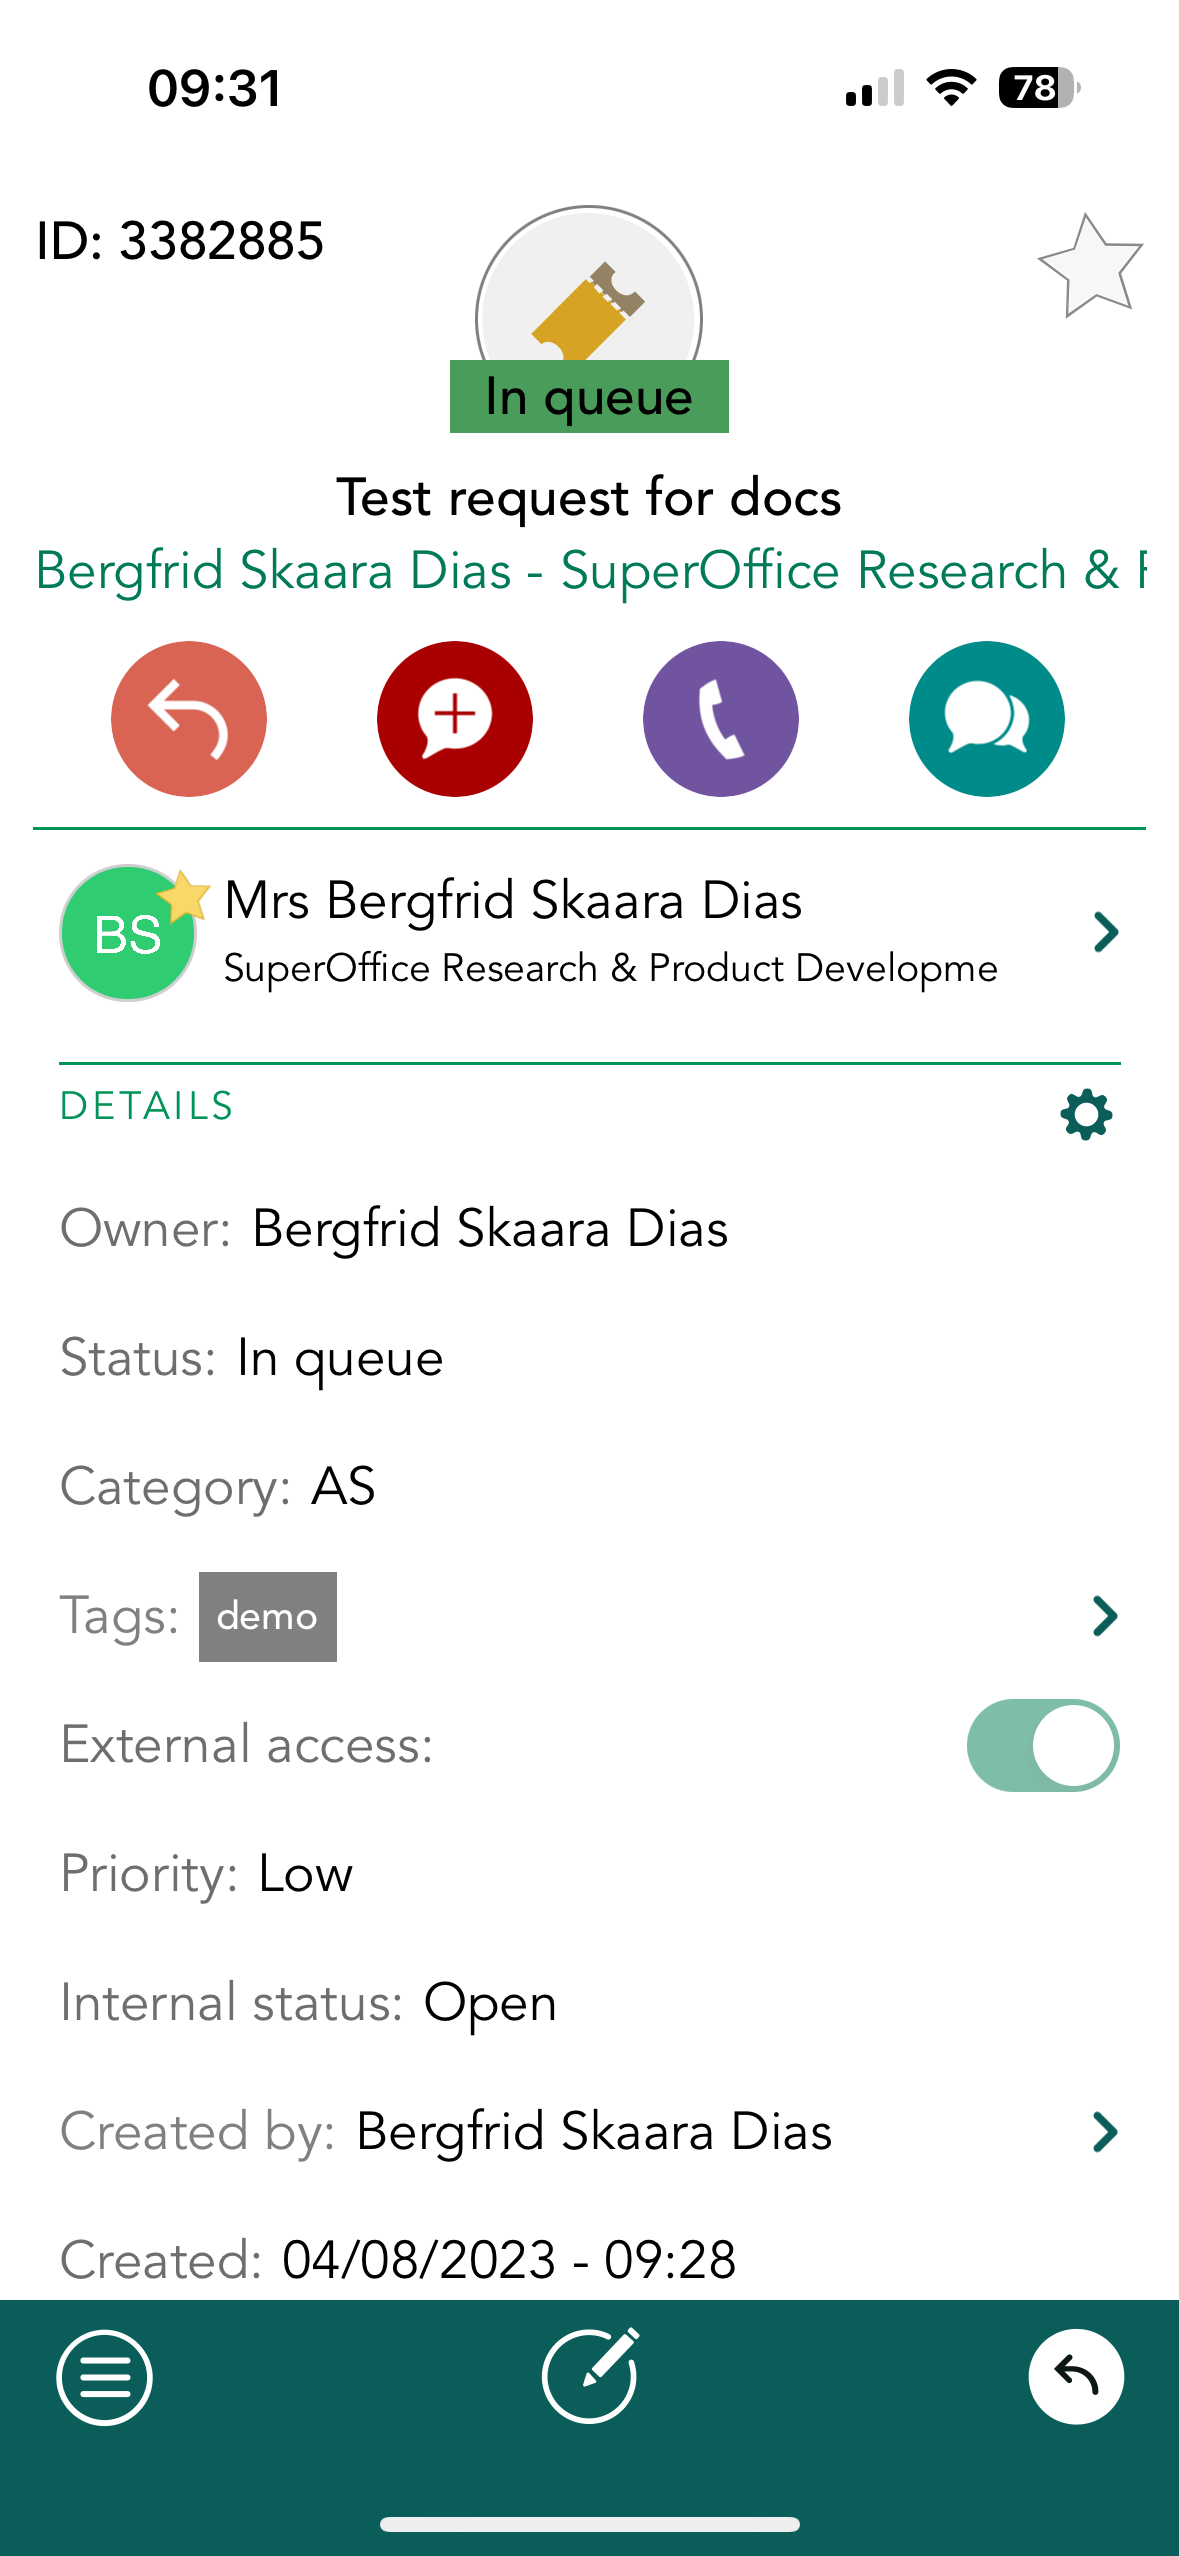 09:31
78
ID: 3382885
In queue
Test request for docs
Bergfrid Skaara Dias - SuperOffice Research &
BS
Mrs Bergfrid Skaara Dias
SuperOffice Research & Product Developme
DETAILS
Owner: Bergfrid Skaara Dias
Status: In queue
Category: AS
Tags: demo
External access:
Priority: Low
Internal status: Open
Created by: Bergfrid Skaara Dias
Created: 04/08/2023 - 09:28